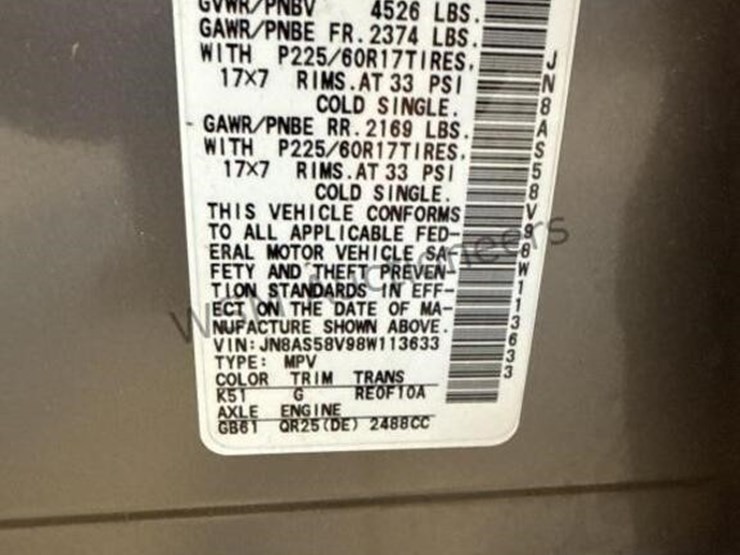 GVWR/PNBV 4526 LBS.
GAWR/PNBE FR. 2374 LBS.
WITH P225/60R17TIRES,
17X7 RIMS.AT 33 PSI
COLD SINGLE.
GAWR/PNBE RR. 2169 LBS.
WITH P225/60R17TIRES,
17X7 RIMS.AT 33 PSI
COLD SINGLE.
THIS VEHICLE CONFORMS
TO ALL APPLICABLE FED-
ERAL MOTOR VEHICLE SA-
FETY AND THEFT PREVEN-
TION STANDARDS IN EFF-
ECT ON THE DATE OF MA-
NUFACTURE SHOWN ABOVE.
VIN: JN8AS58V98W113633
TYPE: MPV
COLOR TRIM TRANS
K51 G RE0F10A
AXLE ENGINE
GB61 QR25(DE) 2488CC
JN8AS58V98W113633